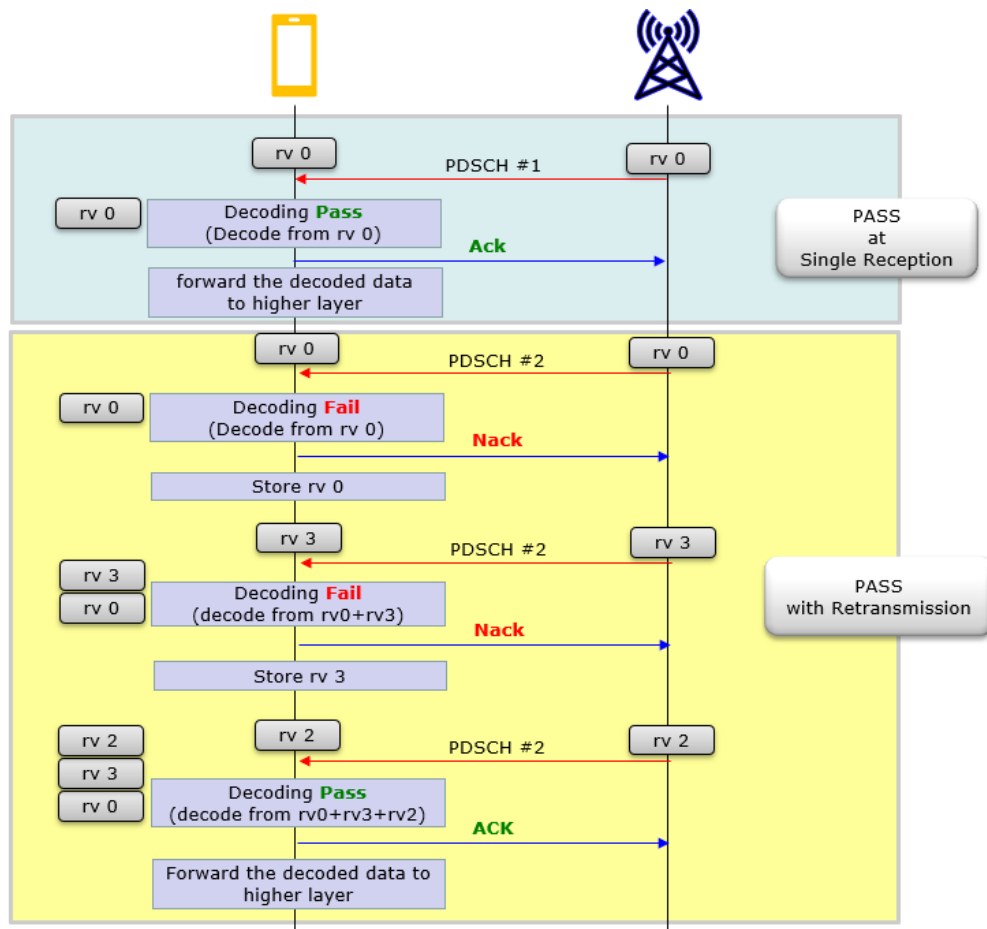 rv 0
PDSCH #1
rv 0
rv 0
Decoding Pass
(Decode from rv 0)
Ack
forward the decoded data
to higher layer
PASS
at
Single Reception
rv 0
PDSCH #2
rv 0
rv 0
Decoding Fail
(Decode from rv 0)
Nack
Store rv 0
rv 3
PDSCH #2
rv 3
rv 3
rv 0
Decoding Fail
(decode from rv0+rv3)
Nack
Store rv 3
PASS
with Retransmission
rv 2
PDSCH #2
rv 2
rv 2
rv 3
rv 0
Decoding Pass
(decode from rv0+rv3+rv2)
ACK
Forward the decoded data to
higher layer